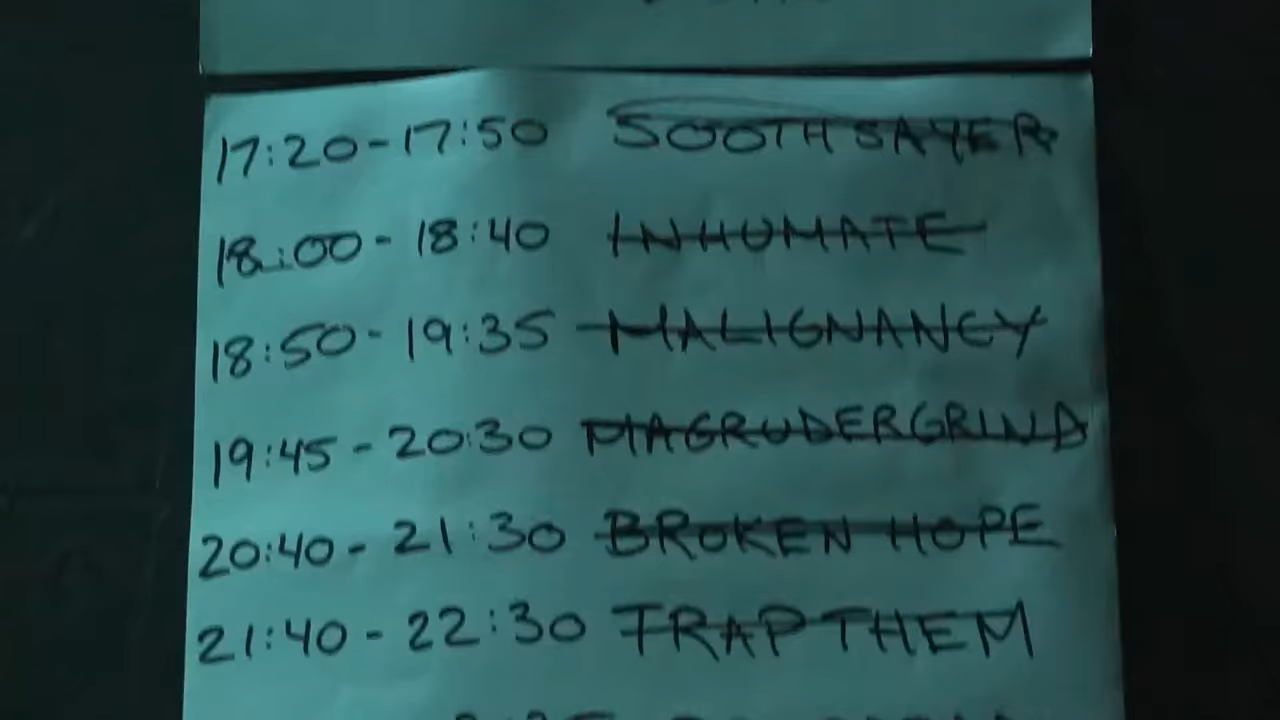 17:20-17:50 SOOTHSAYER
18:00-18:40 INHUMATE
18:50-19:35 MALIGNANCY
19:45-20:30 MAGRUDERGRIND
20:40-21:30 BROKEN HOPE
21:40-22:30 TRAP THEM